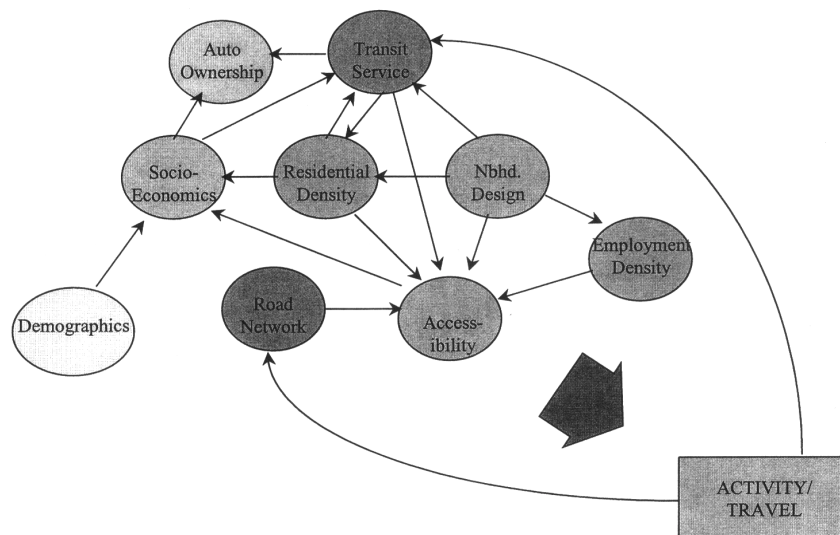 Auto
Ownership
Transit
Service
Socio-
Economics
Residential
Density
Nbhd.
Design
Employment
Density
Demographics
Road
Network
Access-
ibility
ACTIVITY/
TRAVEL